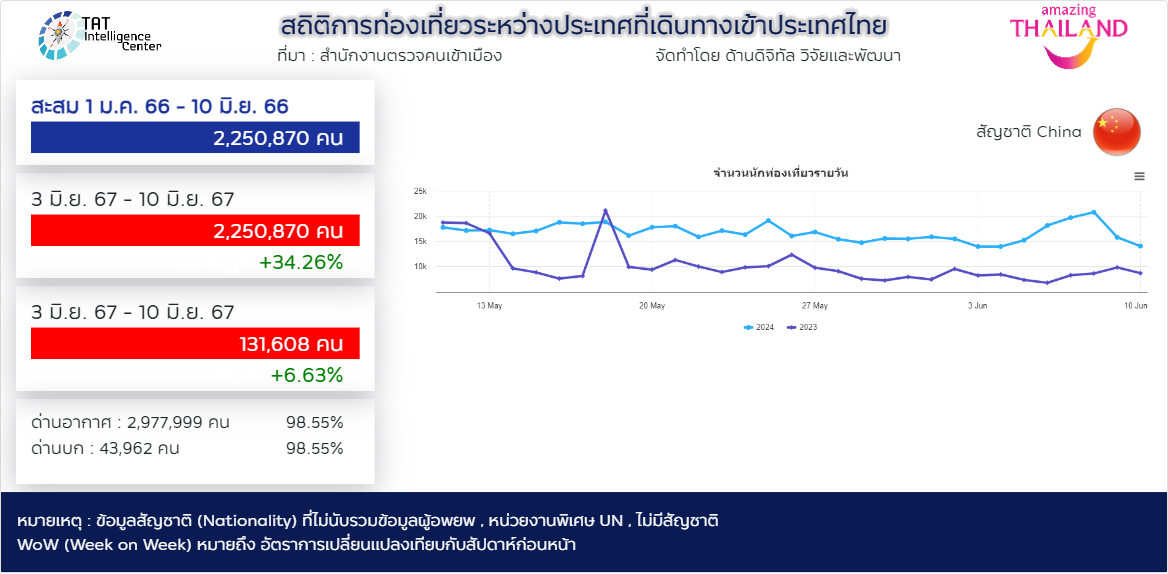 TAT
Intelligence
Center
สถิติการท่องเที่ยวระหว่างประเทศที่เดินทางเข้าประเทศไทย
ที่มา : สำนักงานตรวจคนเข้าเมือง
จัดทำโดย ด้านดิจิทัล วิจัยและพัฒนา
amazing
THAILAND
สะสม 1 ม.ค. 66 - 10 มิ.ย. 66
2,250,870 คน
3 มิ.ย. 67 - 10 มิ.ย. 67
2,250,870 คน
+34.26%
3 มิ.ย. 67 - 10 มิ.ย. 67
131,608 คน
+6.63%
ด่านอากาศ : 2,977,999 คน 98.55%
ด่านบก : 43,962 คน 98.55%
สัญชาติ China
จำนวนนักท่องเที่ยวรายวัน
25k
20k
15k
10k
13 May 20 May 27 May 3 Jun 10 Jun
2024 2023
หมายเหตุ : ข้อมูลสัญชาติ (Nationality) ที่ไม่นับรวมข้อมูลผู้อพยพ , หน่วยงานพิเศษ UN , ไม่มีสัญชาติ
WoW (Week on Week) หมายถึง อัตราการเปลี่ยนแปลงเทียบกับสัปดาห์ก่อนหน้า